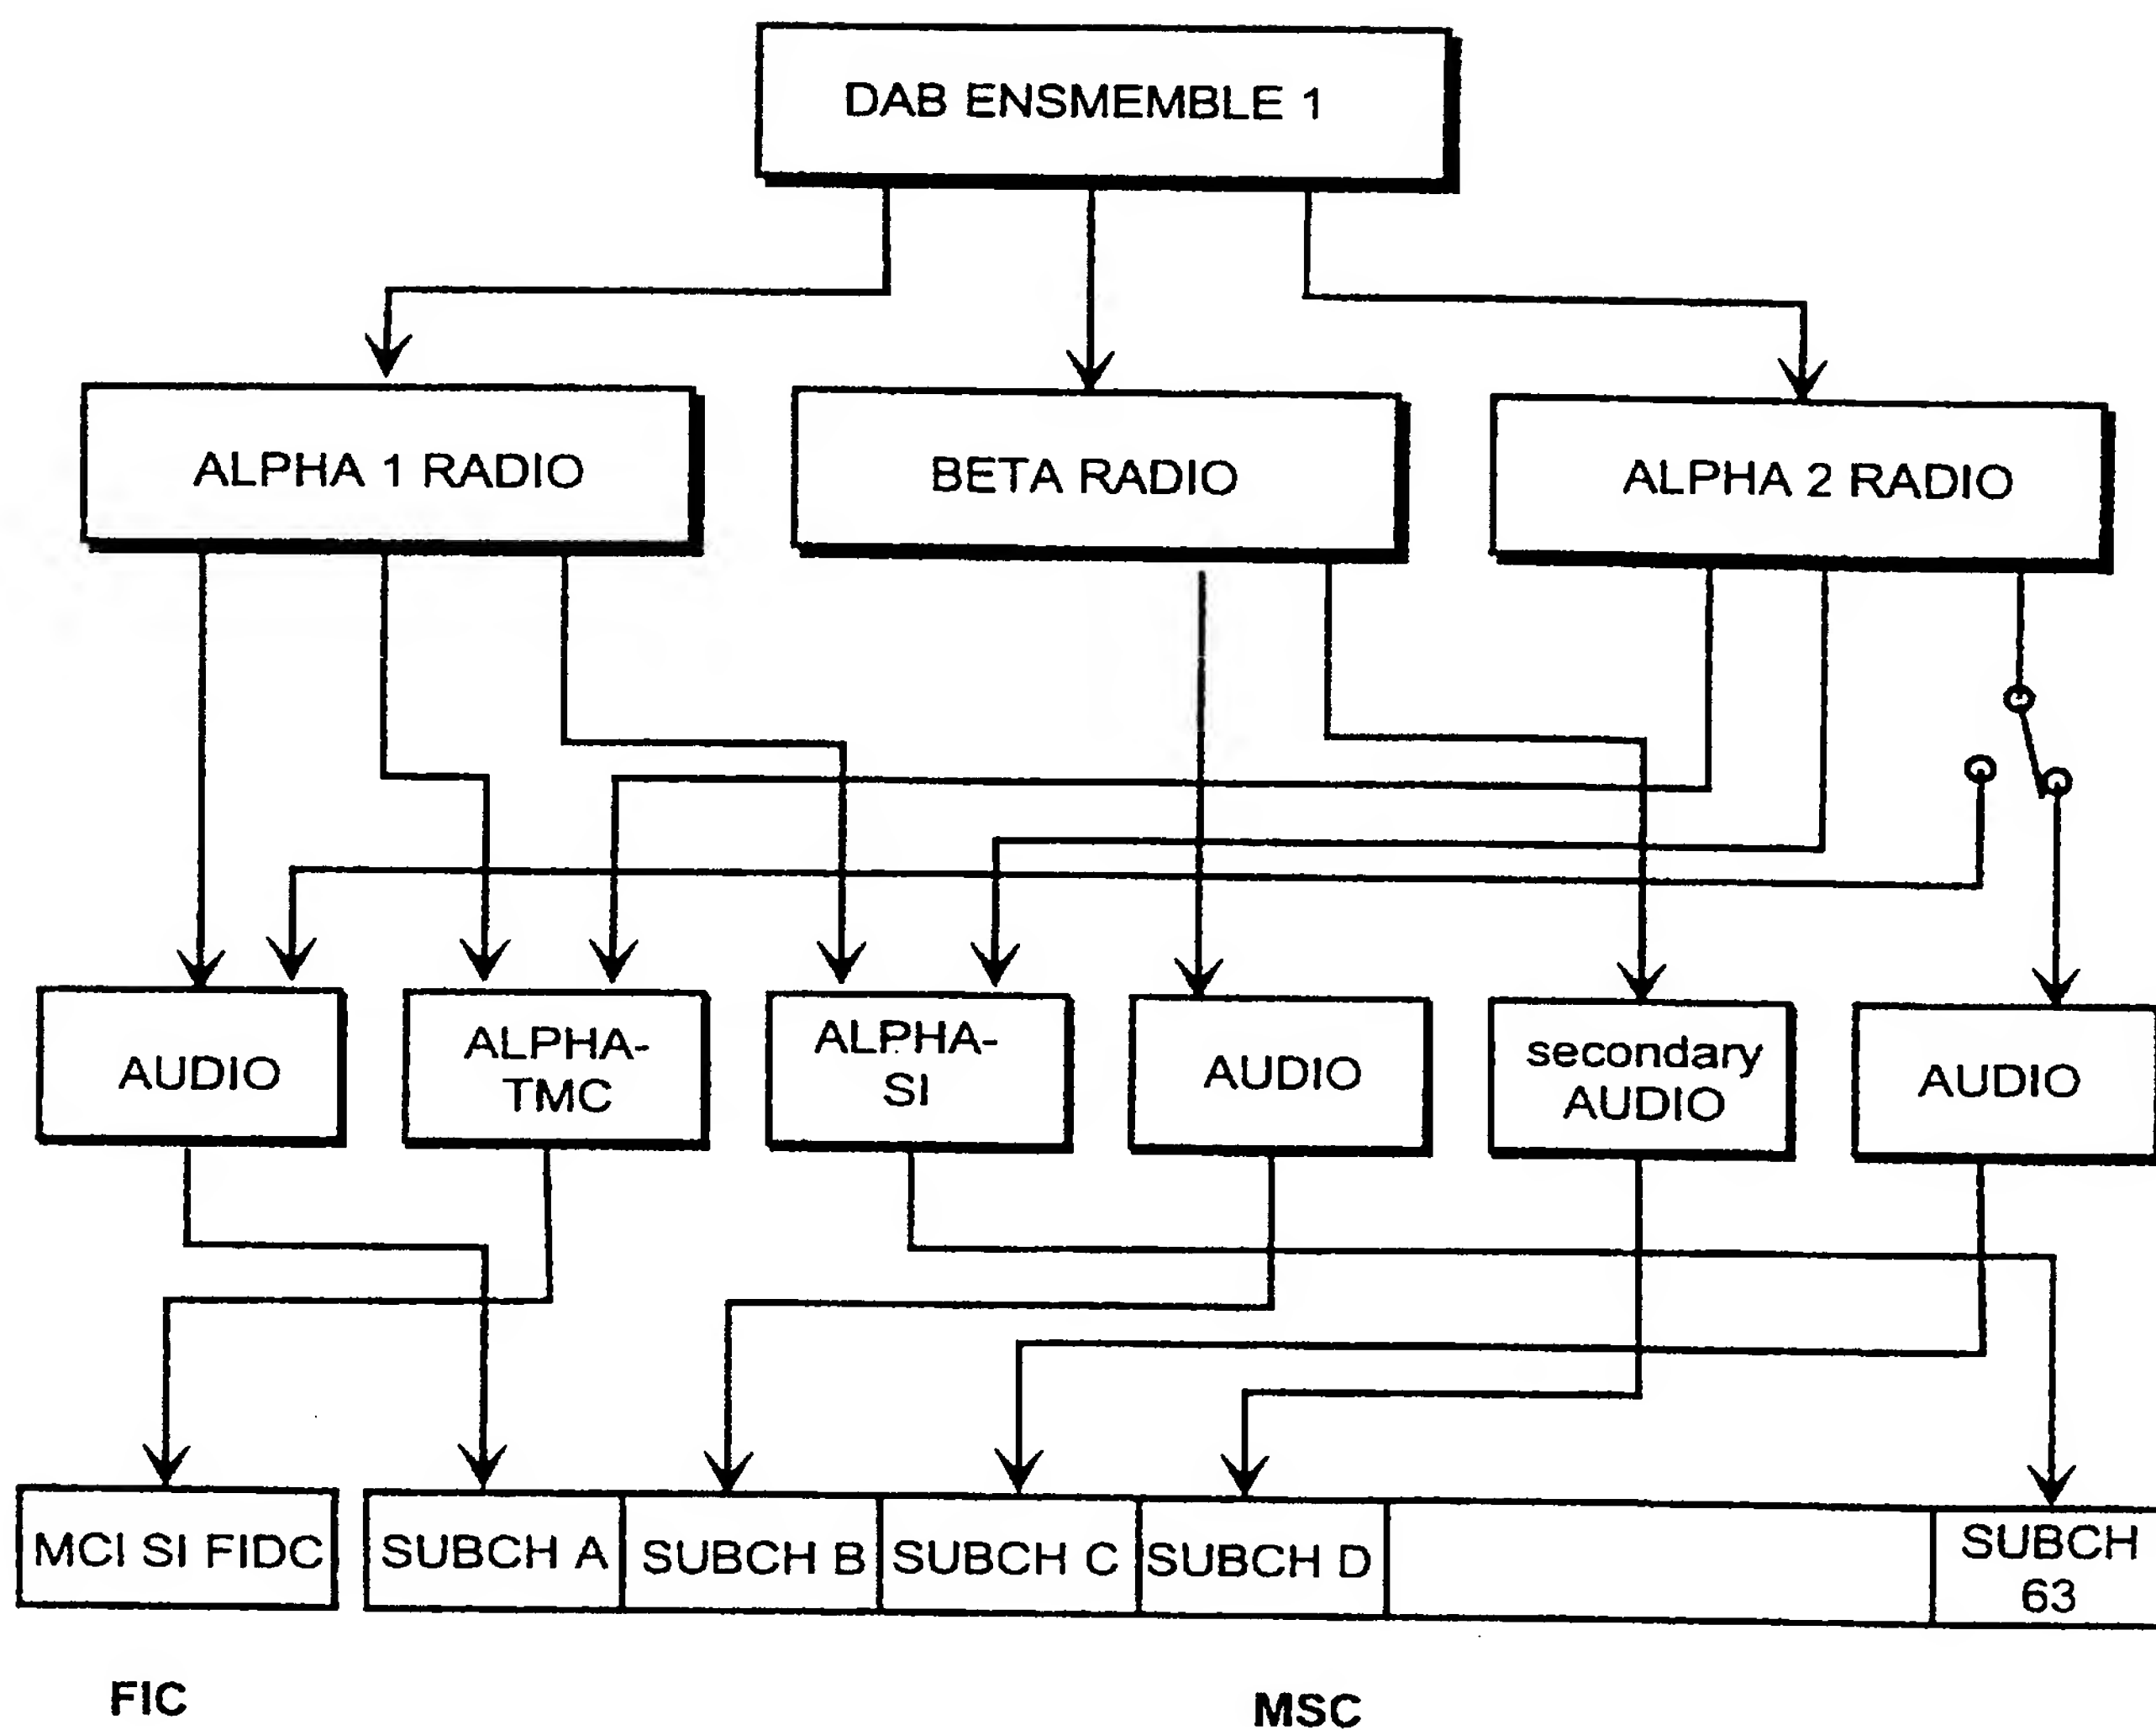 DAB ENSMEMBLE 1
ALPHA 1 RADIO
BETA RADIO
ALPHA 2 RADIO
AUDIO
ALPHA-
TMC
ALPHA-
SI
AUDIO
secondary
AUDIO
AUDIO
MCI SI FIDC
SUBCH A
SUBCH B
SUBCH C
SUBCH D
SUBCH
63
FIC
MSC